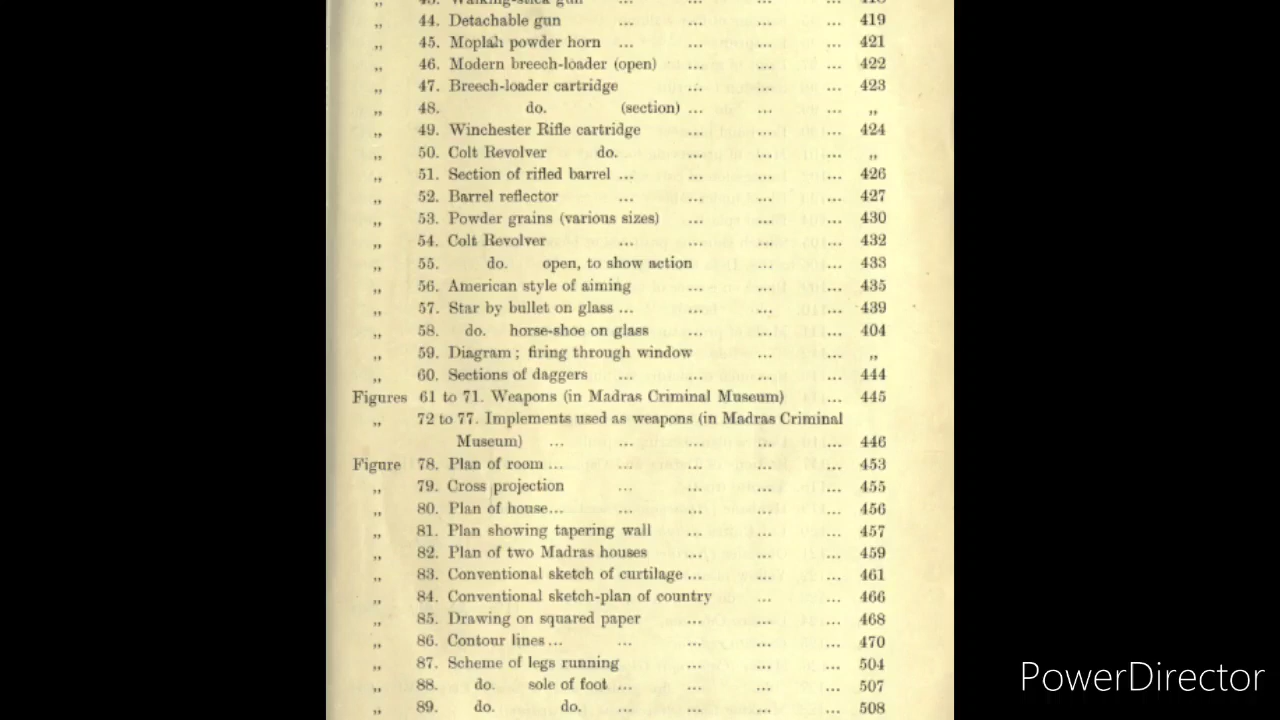 „ 43. Walking-stick gun ... ... ... 418
„ 44. Detachable gun ... ... ... ... 419
„ 45. Moplah powder horn ... ... ... ... 421
„ 46. Modern breech-loader (open) ... ... ... 422
„ 47. Breech-loader cartridge ... ... ... 423
„ 48. do. (section) ... ... ... „
„ 49. Winchester Rifle cartridge ... ... ... 424
„ 50. Colt Revolver do. ... ... ... „
„ 51. Section of rifled barrel ... ... ... ... 426
„ 52. Barrel reflector ... ... ... ... 427
„ 53. Powder grains (various sizes) ... ... ... 430
„ 54. Colt Revolver ... ... ... ... 432
„ 55. do. open, to show action ... ... 433
„ 56. American style of aiming ... ... ... 435
„ 57. Star by bullet on glass ... ... ... ... 439
„ 58. do. horse-shoe on glass ... ... ... 404
„ 59. Diagram ; firing through window ... ... „
„ 60. Sections of daggers ... ... ... ... 444
Figures 61 to 71. Weapons (in Madras Criminal Museum) ... 445
„ 72 to 77. Implements used as weapons (in Madras Criminal
Museum) ... ... ... ... ... 446
Figure 78. Plan of room ... ... ... ... ... 453
„ 79. Cross projection ... ... ... ... 455
„ 80. Plan of house... ... ... ... ... 456
„ 81. Plan showing tapering wall ... ... ... 457
„ 82. Plan of two Madras houses ... ... ... 459
„ 83. Conventional sketch of curtilage ... ... ... 461
„ 84. Conventional sketch-plan of country ... ... 466
„ 85. Drawing on squared paper ... ... ... 468
„ 86. Contour lines ... ... ... ... ... 470
„ 87. Scheme of legs running ... ... ... 504
„ 88. do. sole of foot ... ... ... ... 507
„ 89. do. do. ... ... ... 508
PowerDirector